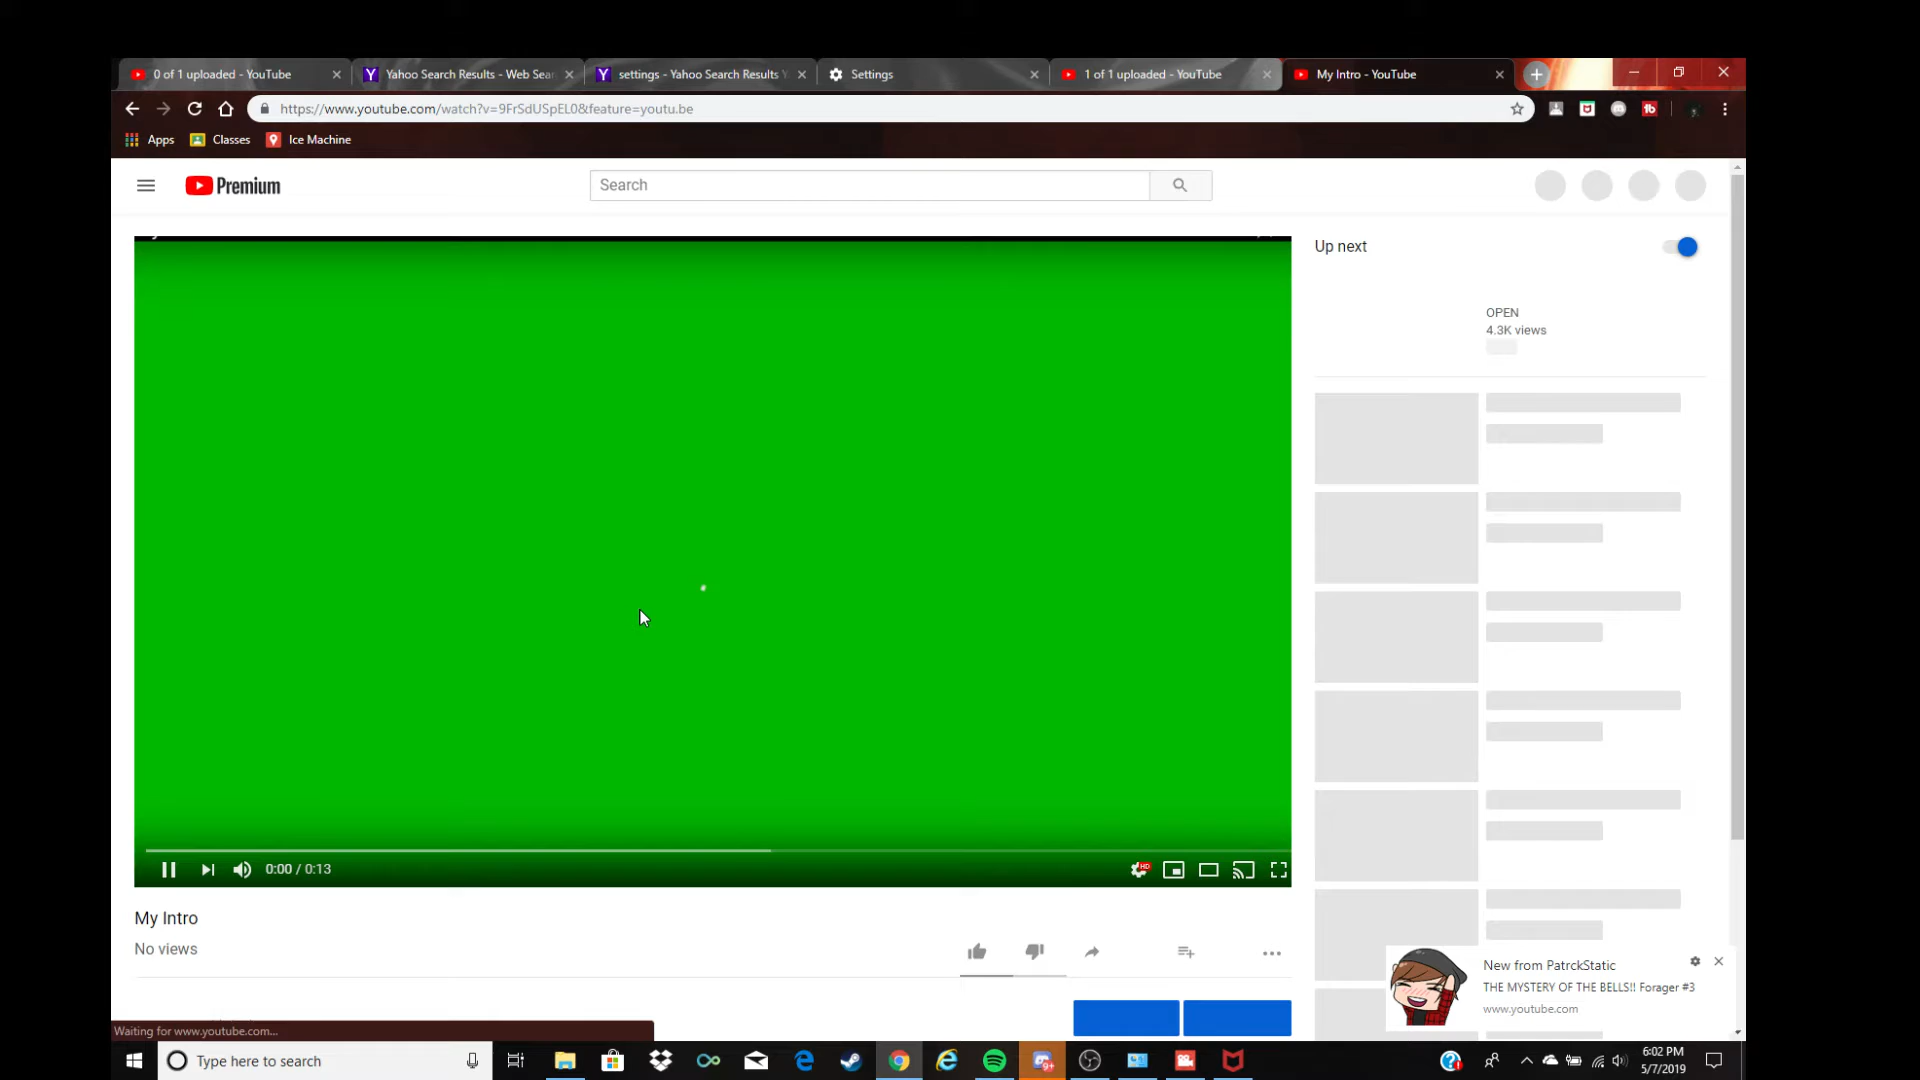 0 of 1 uploaded - YouTube
Yahoo Search Results - Web Sear
settings - Yahoo Search Results Y
Settings
1 of 1 uploaded - YouTube
My Intro - YouTube
https://www.youtube.com/watch?v=9FrSdUSpEL0&feature=youtu.be
Apps
Classes
Ice Machine
Premium
Search
Up next
OPEN
4.3K views
0:00 / 0:13
HD
My Intro
No views
New from PatrckStatic
THE MYSTERY OF THE BELLS!! Forager #3
www.youtube.com
Waiting for www.youtube.com...
Type here to search
6:02 PM
5/7/2019